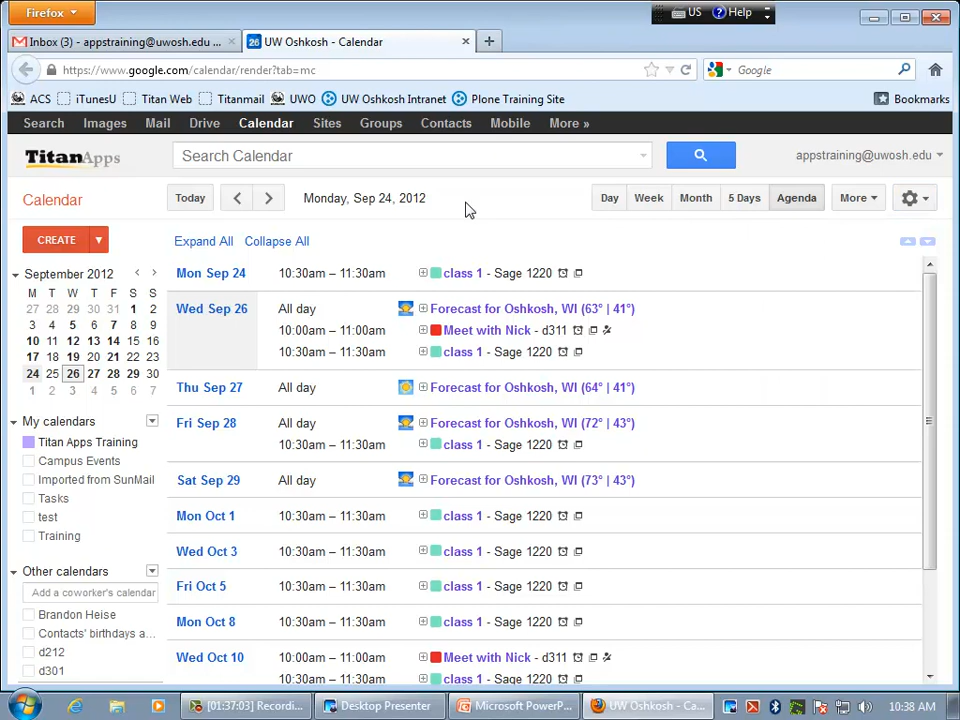 Firefox
US Help
Inbox (3) - appstraining@uwosh.edu ...
26 UW Oshkosh - Calendar
https://www.google.com/calendar/render?tab=mc
Google
ACS iTunesU Titan Web Titanmail UWO UW Oshkosh Intranet Plone Training Site Bookmarks
Search Images Mail Drive Calendar Sites Groups Contacts Mobile More »
TitanApps Search Calendar appstraining@uwosh.edu
Calendar Today Monday, Sep 24, 2012 Day Week Month 5 Days Agenda More
CREATE
Expand All Collapse All
September 2012
M T W T F S S
27 28 29 30 31 1 2
3 4 5 6 7 8 9
10 11 12 13 14 15 16
17 18 19 20 21 22 23
24 25 26 27 28 29 30
1 2 3 4 5 6 7
My calendars
Titan Apps Training
Campus Events
Imported from SunMail
Tasks
test
Training
Other calendars
Add a coworker's calendar
Brandon Heise
Contacts' birthdays a...
d212
d301
Mon Sep 24 10:30am – 11:30am class 1 - Sage 1220
Wed Sep 26 All day Forecast for Oshkosh, WI (63° | 41°)
10:00am – 11:00am Meet with Nick - d311
10:30am – 11:30am class 1 - Sage 1220
Thu Sep 27 All day Forecast for Oshkosh, WI (64° | 41°)
Fri Sep 28 All day Forecast for Oshkosh, WI (72° | 43°)
10:30am – 11:30am class 1 - Sage 1220
Sat Sep 29 All day Forecast for Oshkosh, WI (73° | 43°)
Mon Oct 1 10:30am – 11:30am class 1 - Sage 1220
Wed Oct 3 10:30am – 11:30am class 1 - Sage 1220
Fri Oct 5 10:30am – 11:30am class 1 - Sage 1220
Mon Oct 8 10:30am – 11:30am class 1 - Sage 1220
Wed Oct 10 10:00am – 11:00am Meet with Nick - d311
10:30am – 11:30am class 1 - Sage 1220
[01:37:03] Recordi... Desktop Presenter Microsoft PowerP... UW Oshkosh - Ca... 10:38 AM